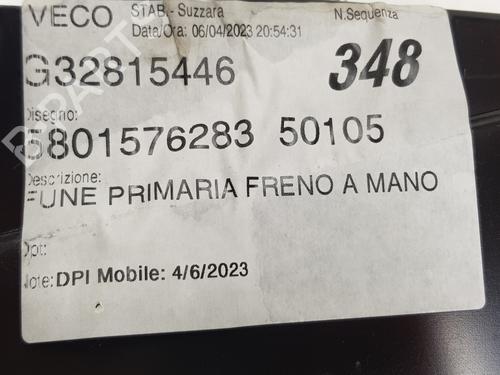 VECO STAB.- Suzzara N.Sequenza
Data/Ora: 06/04/2023 20:54:31
G32815446 348
Disegno:
5801576283 50105
Descrizione:
FUNE PRIMARIA FRENO A MANO
Opt:
Note: DPI Mobile: 4/6/2023